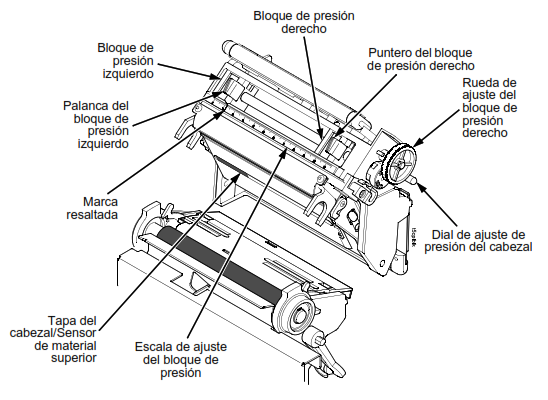 Bloque de presión
derecho
Bloque de
presión
izquierdo
Puntero del bloque
de presión derecho
Rueda de
ajuste del
bloque de
presión
derecho
Palanca del
bloque de
presión
izquierdo
Marca
resaltada
Dial de ajuste de
presión del cabezal
Tapa del
cabezal/Sensor
de material
superior
Escala de ajuste
del bloque de
presión